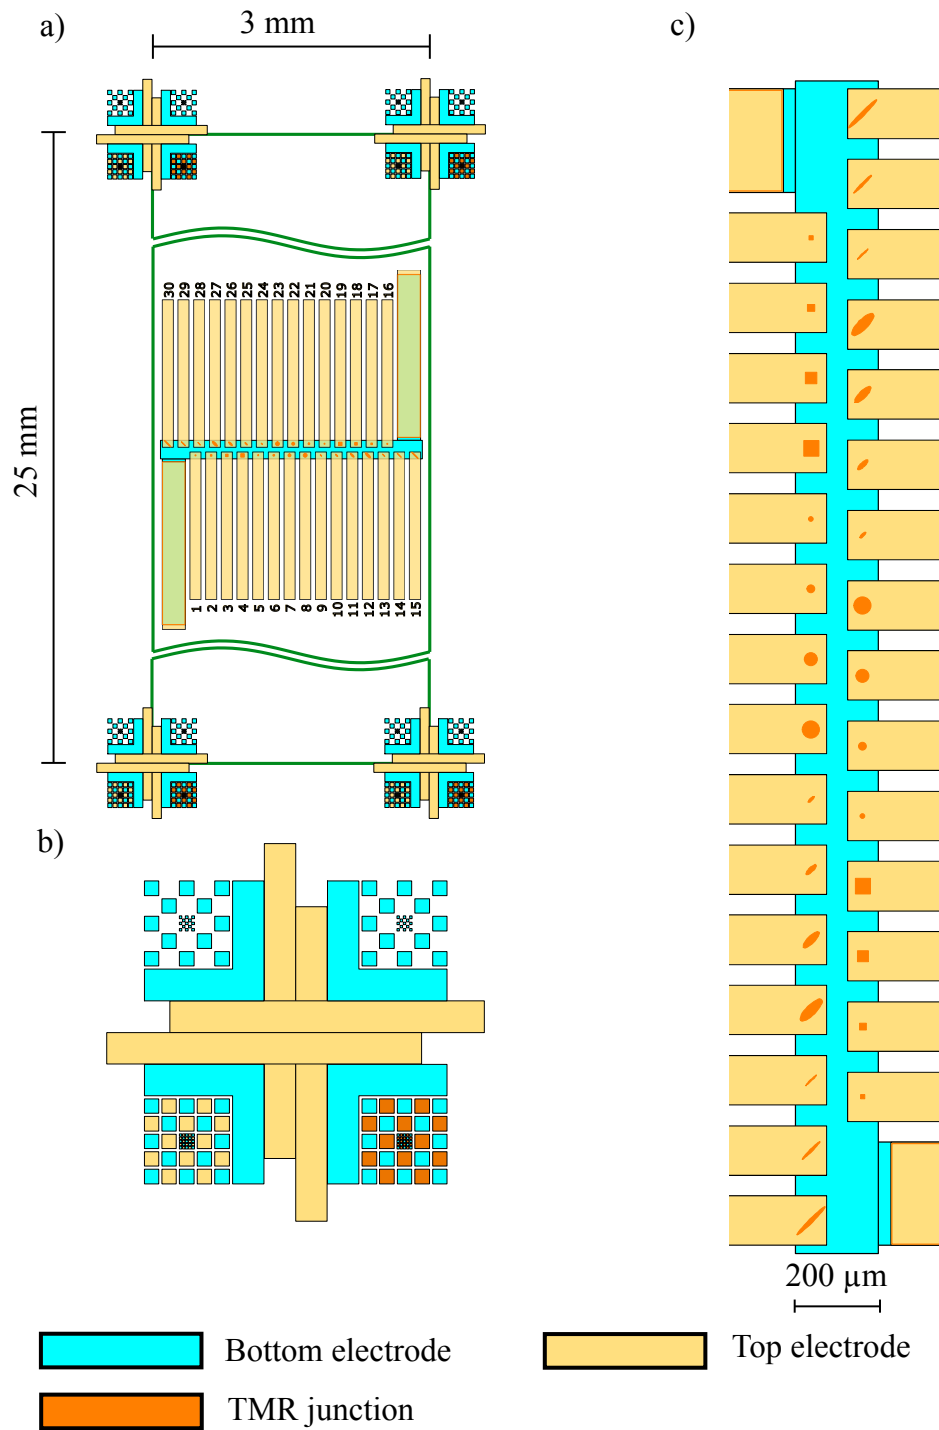 a)
3 mm
c)
25 mm
30 29 28 27 26 25 24 23 22 21 20 19 18 17 16
1 2 3 4 5 6 7 8 9 10 11 12 13 14 15
b)
200 µm
Bottom electrode
Top electrode
TMR junction